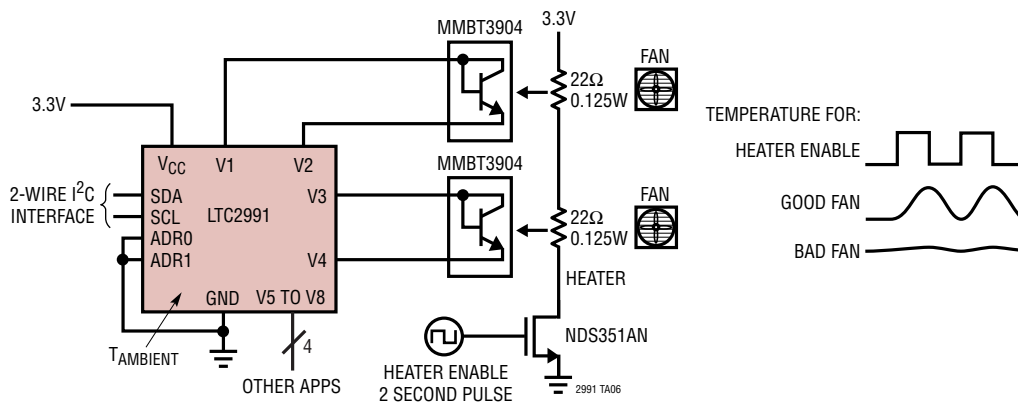 MMBT3904
3.3V
FAN
22Ω
0.125W
3.3V
TEMPERATURE FOR:
HEATER ENABLE
GOOD FAN
BAD FAN
VCC
V1
V2
MMBT3904
2-WIRE I²C
INTERFACE
SDA
SCL
ADR0
ADR1
LTC2991
V3
V4
FAN
22Ω
0.125W
HEATER
GND
V5 TO V8
TAMBIENT
4
OTHER APPS
NDS351AN
HEATER ENABLE
2 SECOND PULSE
2991 TA06